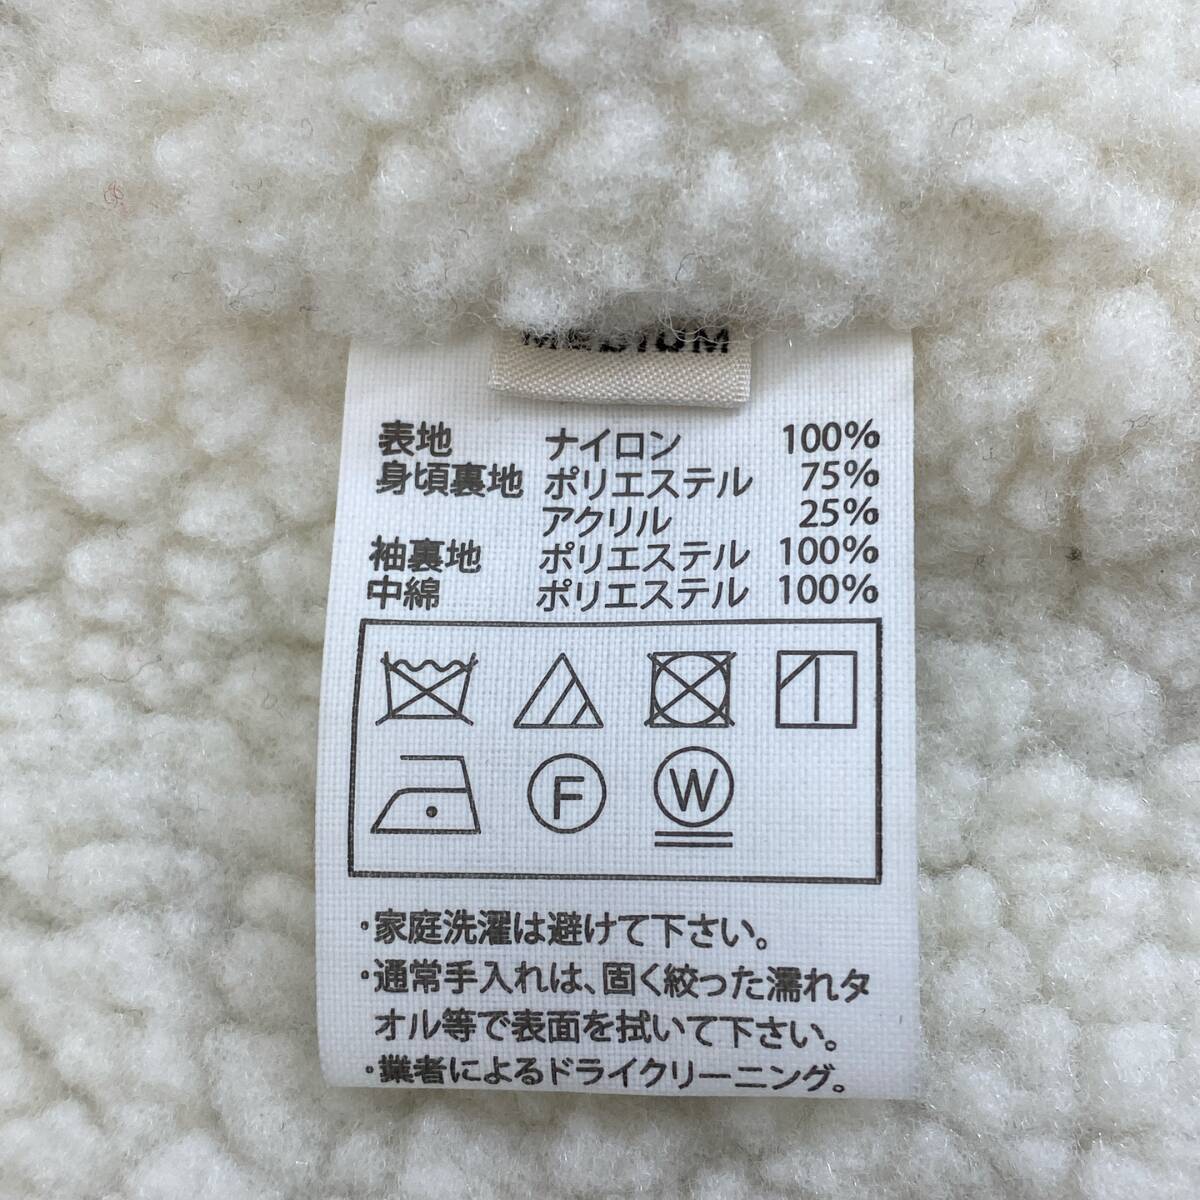 MEDIUM
表地 ナイロン 100%
身頃裏地 ポリエステル 75%
アクリル 25%
袖裏地 ポリエステル 100%
中綿 ポリエステル 100%
F W
・家庭洗濯は避けて下さい。
・通常手入れは、固く絞った濡れタ
オル等で表面を拭いて下さい。
・業者によるドライクリーニング。